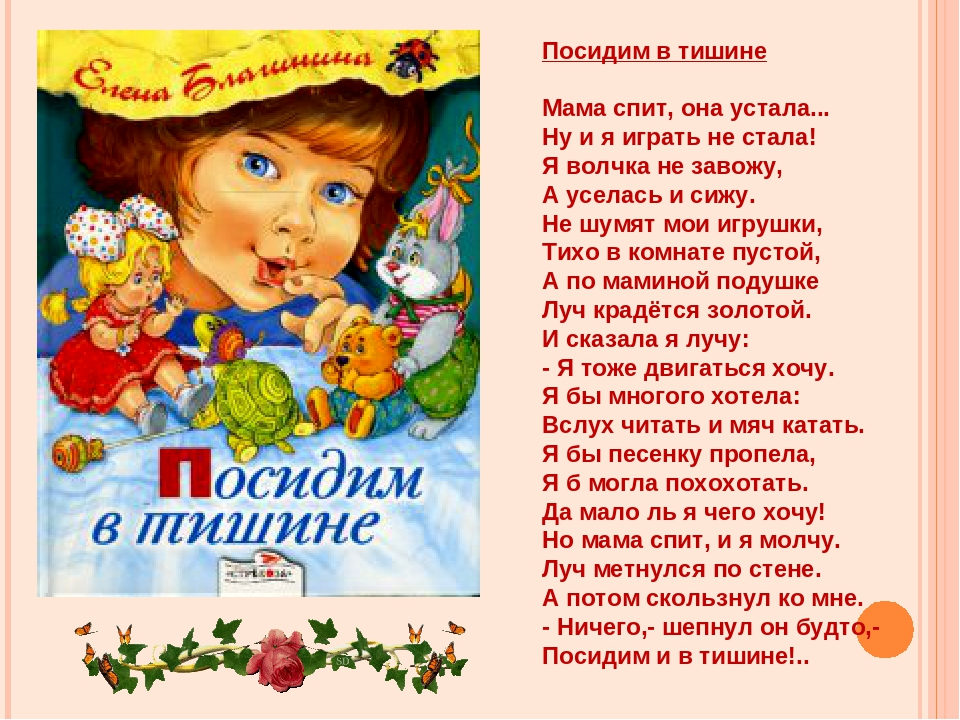 Елена Благинина
Посидим
в тишине
«СТРЕКОЗА»
Посидим в тишине
Мама спит, она устала...
Ну и я играть не стала!
Я волчка не завожу,
А уселась и сижу.
Не шумят мои игрушки,
Тихо в комнате пустой,
А по маминой подушке
Луч крадётся золотой.
И сказала я лучу:
- Я тоже двигаться хочу.
Я бы многого хотела:
Вслух читать и мяч катать.
Я бы песенку пропела,
Я б могла похохотать.
Да мало ль я чего хочу!
Но мама спит, и я молчу.
Луч метнулся по стене.
А потом скользнул ко мне.
- Ничего,- шепнул он будто,-
Посидим и в тишине!..
SD